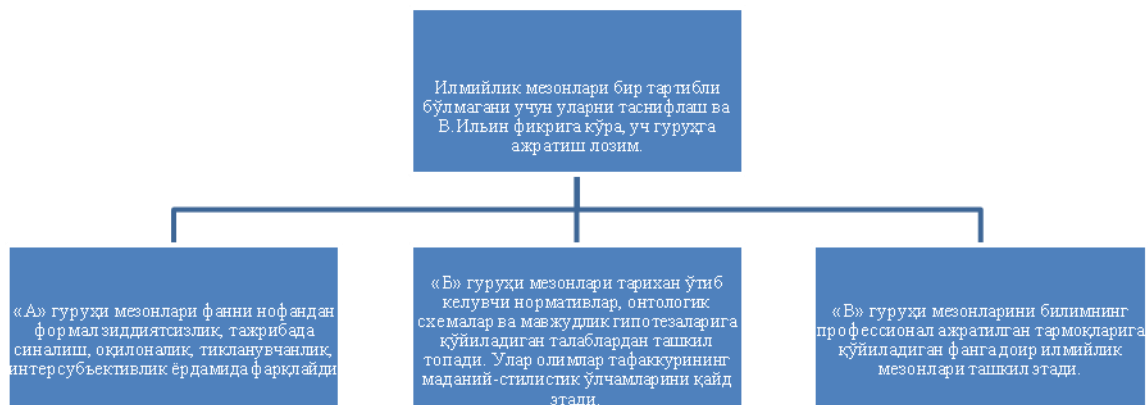 Илмийлик мезонлари бир тартибли
бўлмагани учун уларни таснифлаш ва
В.Ильин фикрига кўра, уч гуруҳга
ажратиш лозим.
«А» гуруҳи мезонлари фанни нофандан
формал зиддиятсизлик, тажрибада
синалиш, оқилоналик, тикланувчанлик,
интерсубъективлик ёрдамида фарқлайди
«Б» гуруҳи мезонлари тарихан ўтиб
келувчи нормативлар, онтологик
схемалар ва мавжудлик гипотезаларига
қўйиладиган талаблардан ташкил
топади. Улар олимлар тафаккурининг
маданий-стилистик ўлчамларини қайд
этади.
«В» гуруҳи мезонларини билимнинг
профессионал ажратилган тармоқларига
қўйиладиган фанга доир илмийлик
мезонлари ташкил этади.